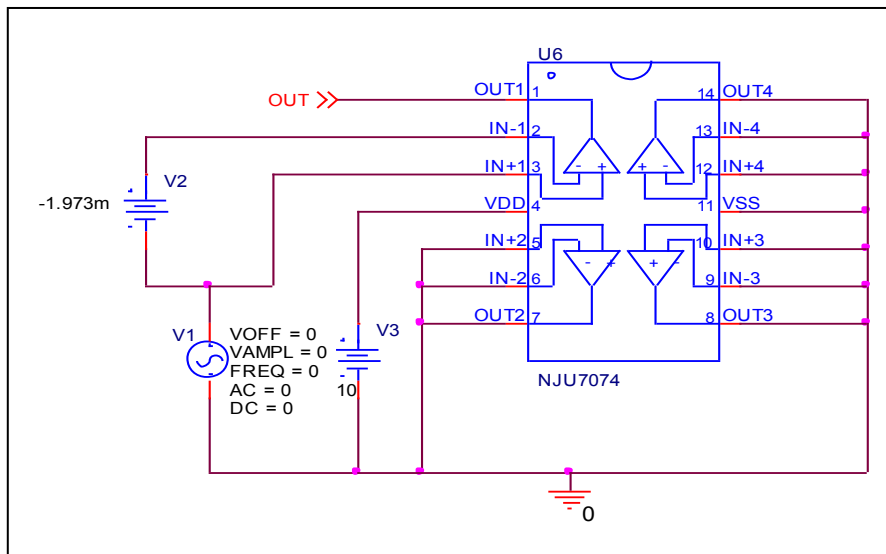 U6
OUT
OUT1
1
14
OUT4
IN-1
2
13
IN-4
-
+
+
-
IN+1
3
12
IN+4
V2
-1.973m
VDD
4
11
VSS
IN+2
5
10
IN+3
-
+
+
-
IN-2
6
9
IN-3
OUT2
7
8
OUT3
V1
VOFF = 0
VAMPL = 0
FREQ = 0
AC = 0
DC = 0
V3
10
NJU7074
0